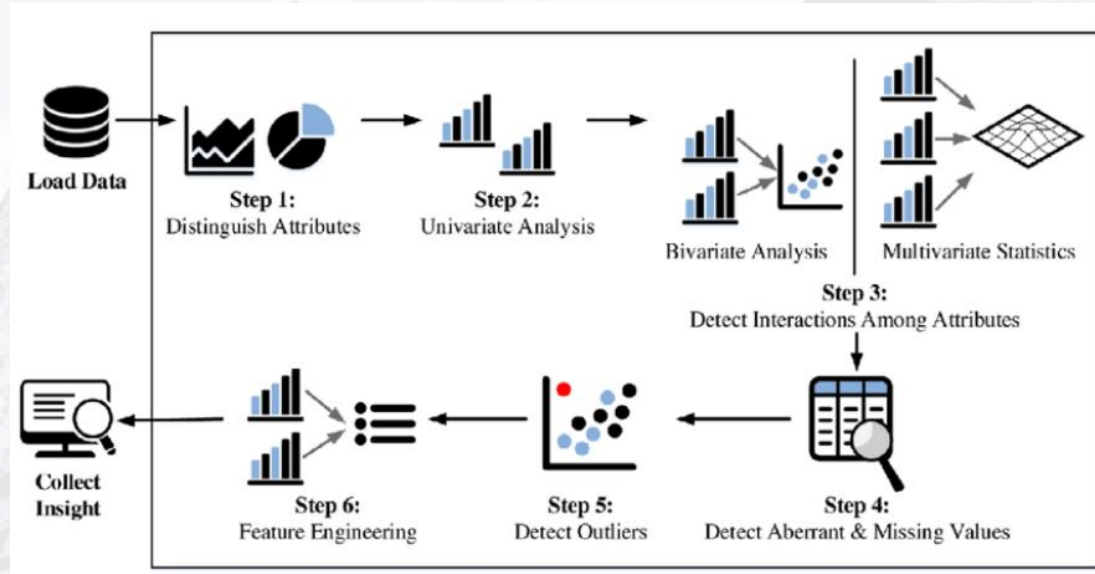 Load Data
Step 1:
Distinguish Attributes
Step 2:
Univariate Analysis
Bivariate Analysis
Multivariate Statistics
Step 3:
Detect Interactions Among Attributes
Step 4:
Detect Aberrant & Missing Values
Step 5:
Detect Outliers
Step 6:
Feature Engineering
Collect
Insight